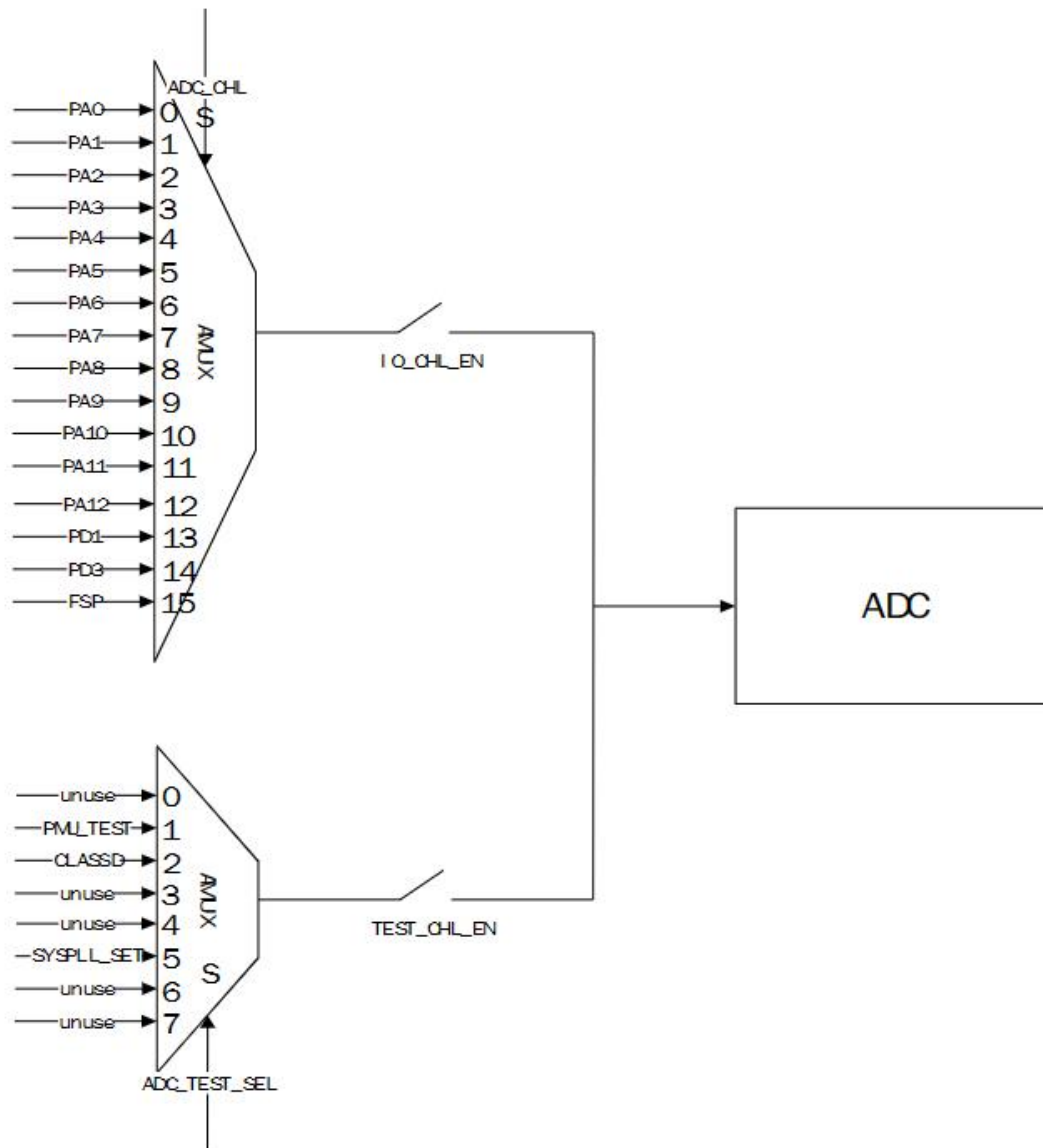 ADC_CHL
S
PA0 0
PA1 1
PA2 2
PA3 3
PA4 4
PA5 5
PA6 6
PA7 7
PA8 8
PA9 9
PA10 10
PA11 11
PA12 12
PD1 13
PD3 14
FSP 15
AMUX
IO_CHL_EN
ADC
unuse 0
PMU_TEST 1
CLASSD 2
unuse 3
unuse 4
SYSPLL_SET 5
unuse 6
unuse 7
AMUX
S
TEST_CHL_EN
ADC_TEST_SEL